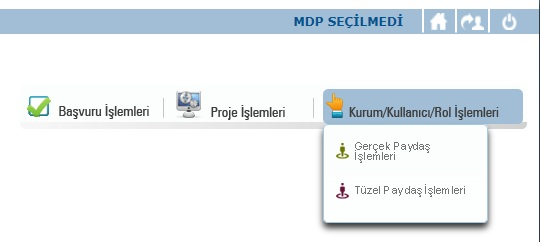 MDP SEÇİLMEDİ
Başvuru İşlemleri
Proje İşlemleri
Kurum/Kullanıcı/Rol İşlemleri
Gerçek Paydaş
İşlemleri
Tüzel Paydaş İşlemleri